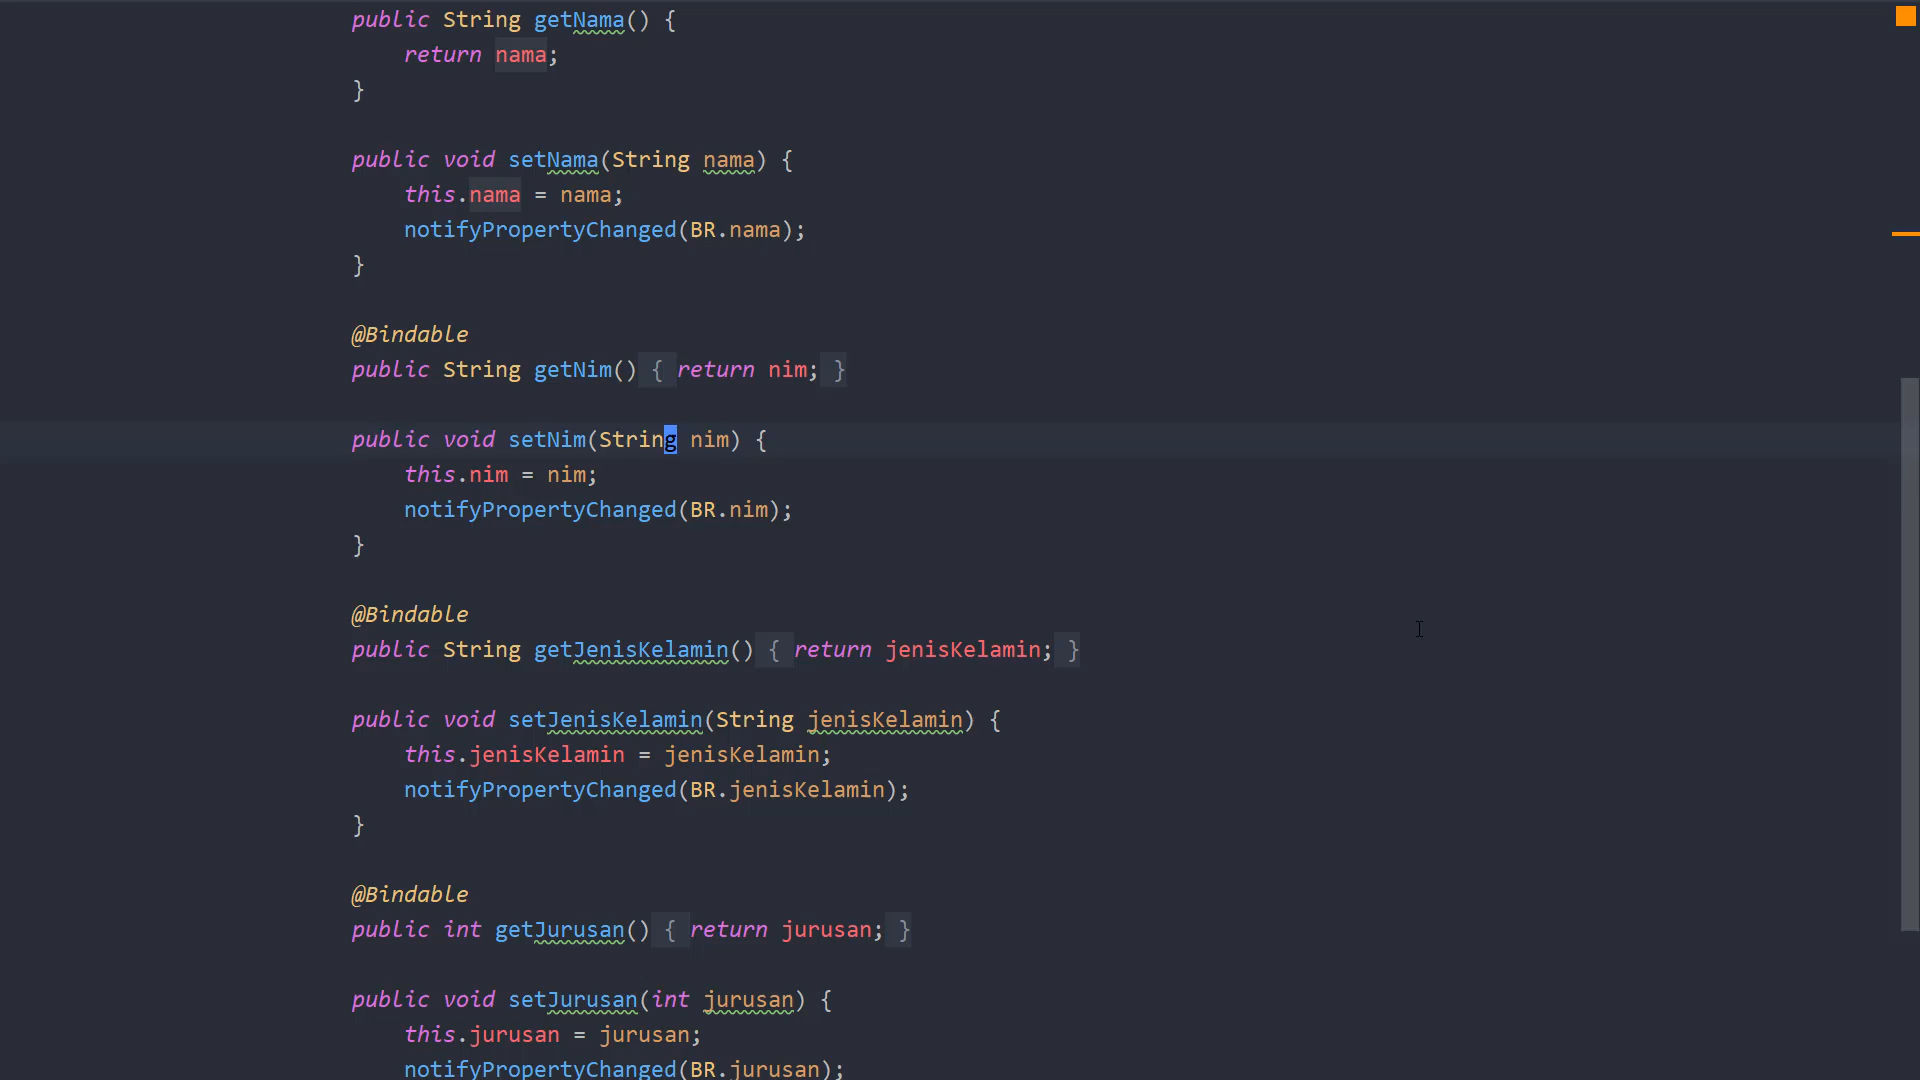 public String getNama() {
return nama;
}
public void setNama(String nama) {
this.nama = nama;
notifyPropertyChanged(BR.nama);
}
@Bindable
public String getNim() { return nim; }
public void setNim(String nim) {
this.nim = nim;
notifyPropertyChanged(BR.nim);
}
@Bindable
public String getJenisKelamin() { return jenisKelamin; }
public void setJenisKelamin(String jenisKelamin) {
this.jenisKelamin = jenisKelamin;
notifyPropertyChanged(BR.jenisKelamin);
}
@Bindable
public int getJurusan() { return jurusan; }
public void setJurusan(int jurusan) {
this.jurusan = jurusan;
notifyPropertyChanged(BR.jurusan);